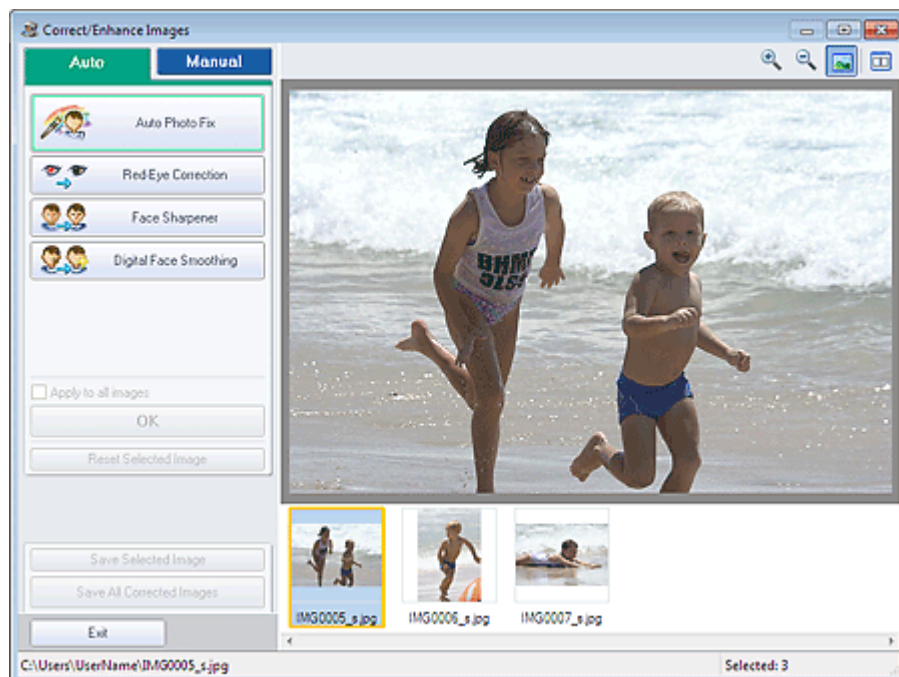 Correct/Enhance Images
Auto
Manual
Auto Photo Fix
Red-Eye Correction
Face Sharpener
Digital Face Smoothing
Apply to all images
OK
Reset Selected Image
Save Selected Image
Save All Corrected Images
Exit
BHMM
IMG0005_s.jpg
IMG0006_s.jpg
IMG0007_s.jpg
C:\Users\UserName\IMG0005_s.jpg
Selected: 3